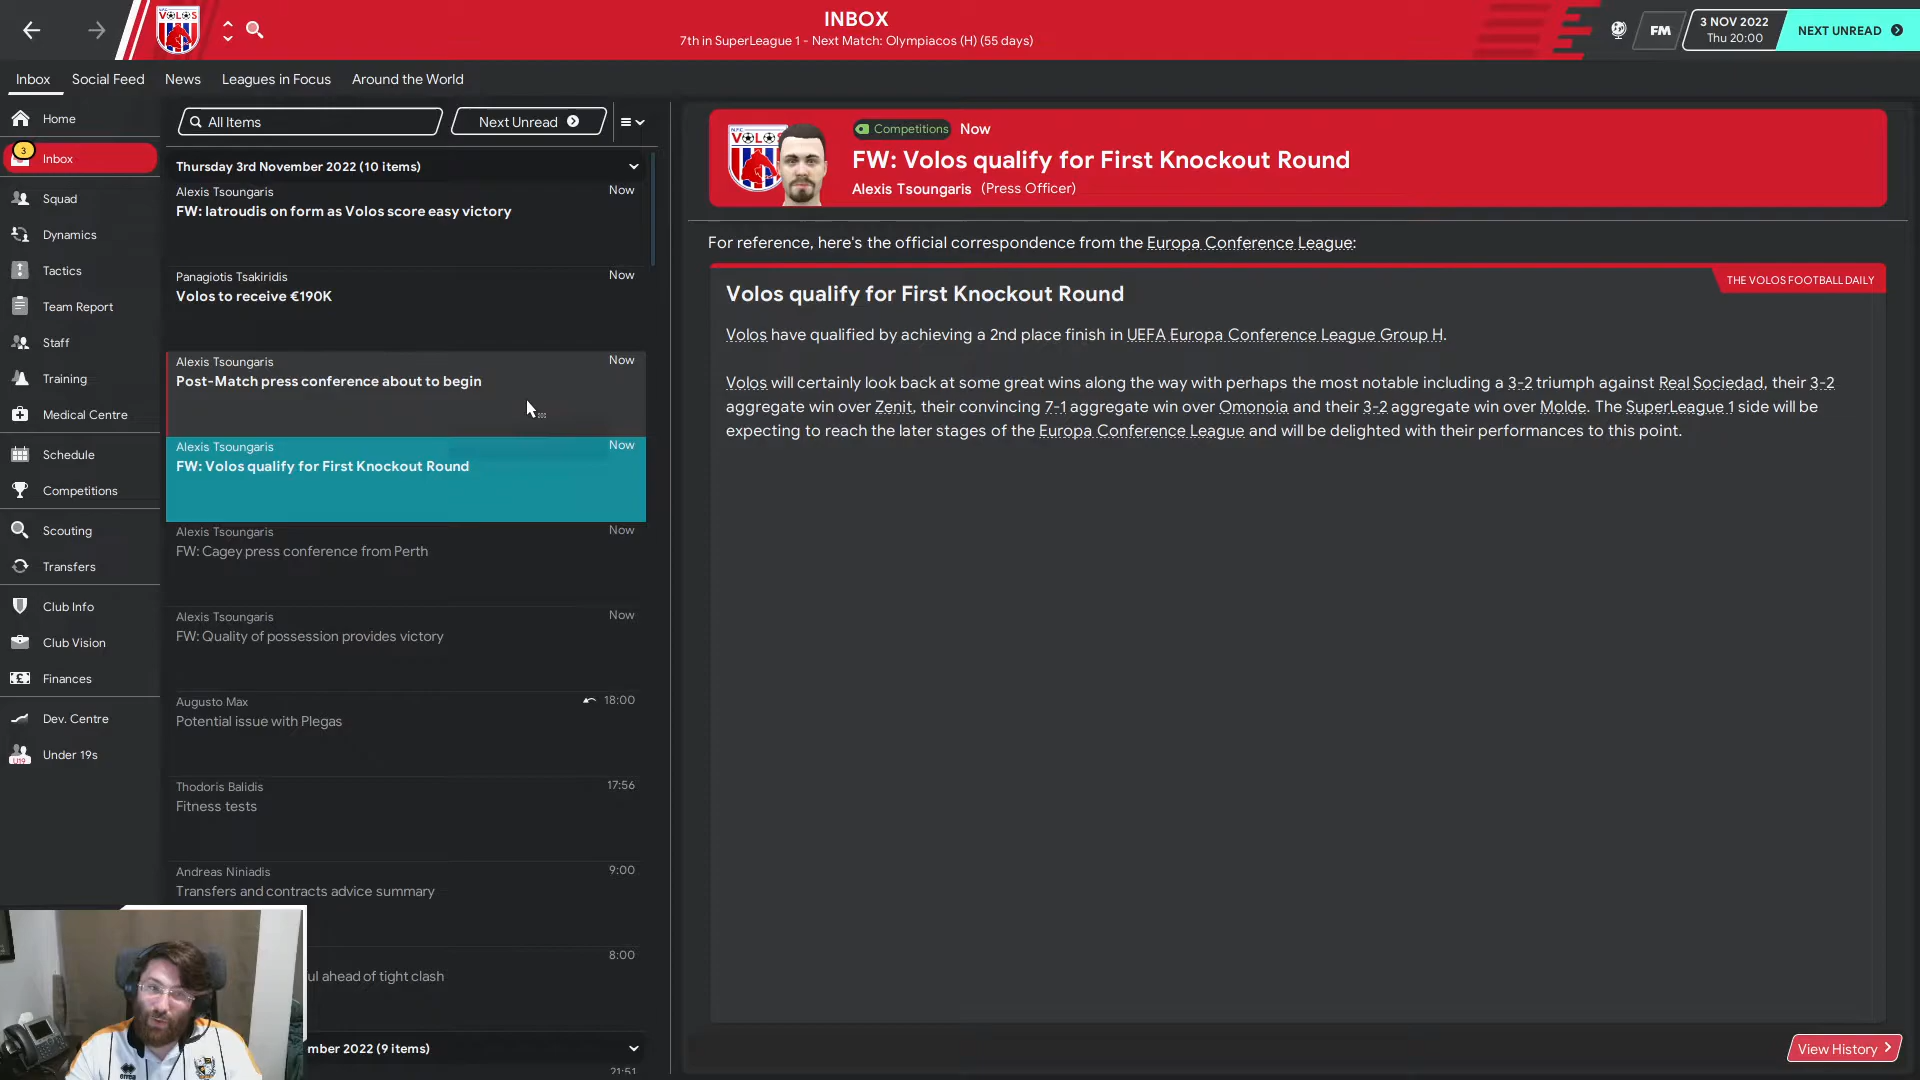 INBOX
7th in SuperLeague 1 - Next Match: Olympiacos (H) (55 days)
FM
3 NOV 2022
Thu 20:00
NEXT UNREAD
Inbox
Social Feed
News
Leagues in Focus
Around the World
Home
3
Inbox
Squad
Dynamics
Tactics
Team Report
Staff
Training
Medical Centre
Schedule
Competitions
Scouting
Transfers
Club Info
Club Vision
Finances
Dev. Centre
U19
Under 19s
All Items
Next Unread
Thursday 3rd November 2022 (10 items)
Alexis Tsoungaris
Now
FW: Iatroudis on form as Volos score easy victory
Panagiotis Tsakiridis
Now
Volos to receive €190K
Alexis Tsoungaris
Now
Post-Match press conference about to begin
Alexis Tsoungaris
Now
FW: Volos qualify for First Knockout Round
Alexis Tsoungaris
Now
FW: Cagey press conference from Perth
Alexis Tsoungaris
Now
FW: Quality of possession provides victory
Augusto Max
18:00
Potential issue with Plegas
Thodoris Balidis
17:56
Fitness tests
Andreas Niniadis
9:00
Transfers and contracts advice summary
8:00
ul ahead of tight clash
mber 2022 (9 items)
21:51
VOLOS
Competitions
Now
FW: Volos qualify for First Knockout Round
Alexis Tsoungaris (Press Officer)
For reference, here's the official correspondence from the Europa Conference League:
THE VOLOS FOOTBALL DAILY
Volos qualify for First Knockout Round
Volos have qualified by achieving a 2nd place finish in UEFA Europa Conference League Group H.
Volos will certainly look back at some great wins along the way with perhaps the most notable including a 3-2 triumph against Real Sociedad, their 3-2
aggregate win over Zenit, their convincing 7-1 aggregate win over Omonoia and their 3-2 aggregate win over Molde. The SuperLeague 1 side will be
expecting to reach the later stages of the Europa Conference League and will be delighted with their performances to this point.
View History